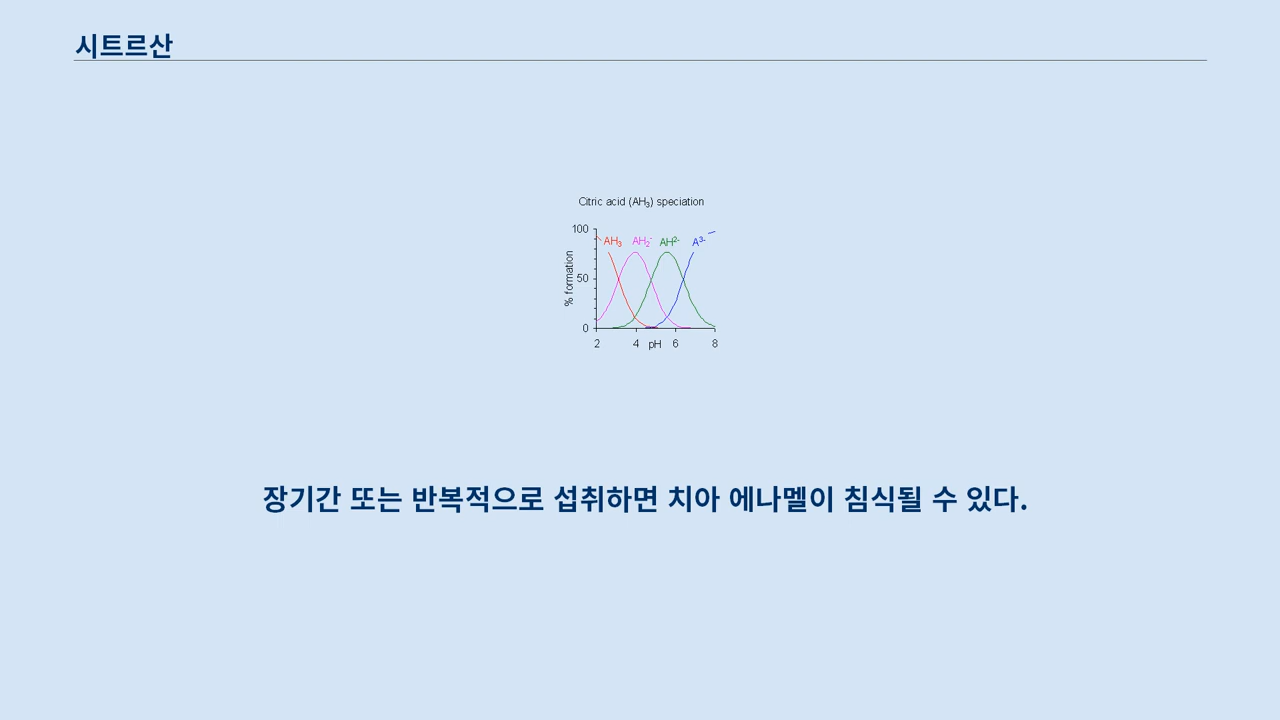 시트르산
Citric acid (AH₃) speciation
100
AH₃ AH₂⁻ AH²⁻ A³⁻
% formation
50
0
2 4 pH 6 8
장기간 또는 반복적으로 섭취하면 치아 에나멜이 침식될 수 있다.